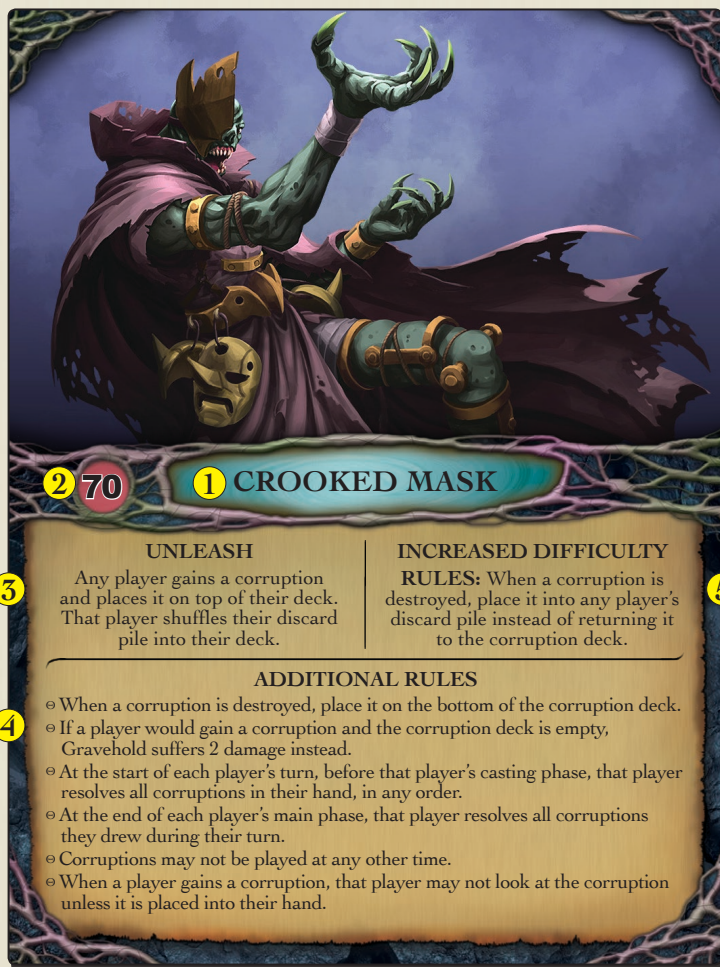 2 70 1 CROOKED MASK
UNLEASH
3
Any player gains a corruption
and places it on top of their deck.
That player shuffles their discard
pile into their deck.
INCREASED DIFFICULTY
5
RULES: When a corruption is
destroyed, place it into any player's
discard pile instead of returning it
to the corruption deck.
ADDITIONAL RULES
4
When a corruption is destroyed, place it on the bottom of the corruption deck.
If a player would gain a corruption and the corruption deck is empty,
Gravehold suffers 2 damage instead.
At the start of each player's turn, before that player's casting phase, that player
resolves all corruptions in their hand, in any order.
At the end of each player's main phase, that player resolves all corruptions
they drew during their turn.
Corruptions may not be played at any other time.
When a player gains a corruption, that player may not look at the corruption
unless it is placed into their hand.